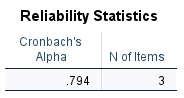 Reliability Statistics
Cronbach's
Alpha N of Items
.794 3